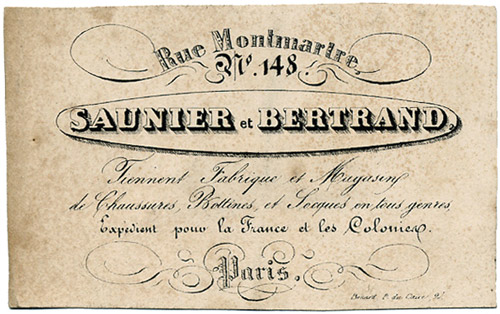 Rue Montmartre,
N.º 148.
SAUNIER et BERTRAND,
Tiennent Fabrique et Magasins
de Chaussures, Bottines, et Socques en tous genres,
Expédient pour la France et les Colonies.
Paris.